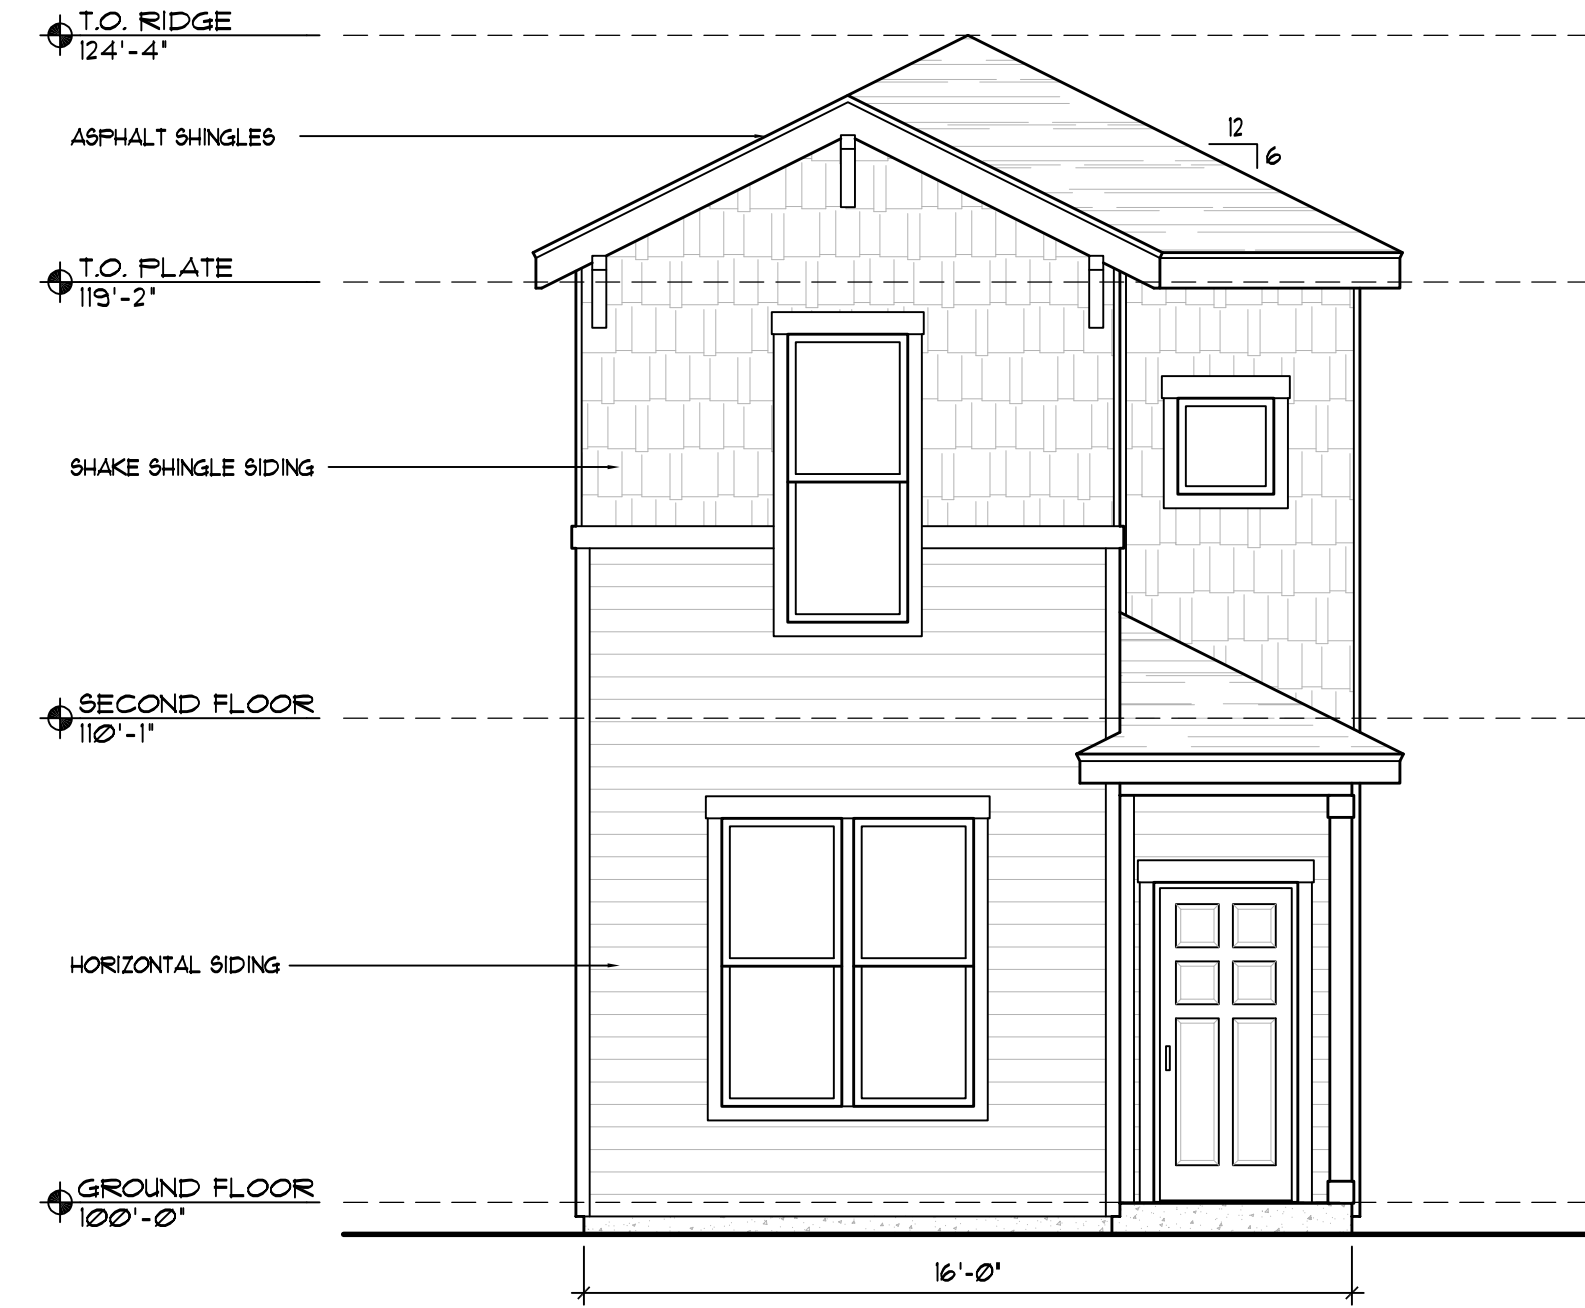 T.O. RIDGE
124'-4"
ASPHALT SHINGLES
12
6
T.O. PLATE
119'-2"
SHAKE SHINGLE SIDING
SECOND FLOOR
110'-1"
HORIZONTAL SIDING
GROUND FLOOR
100'-0"
16'-0"